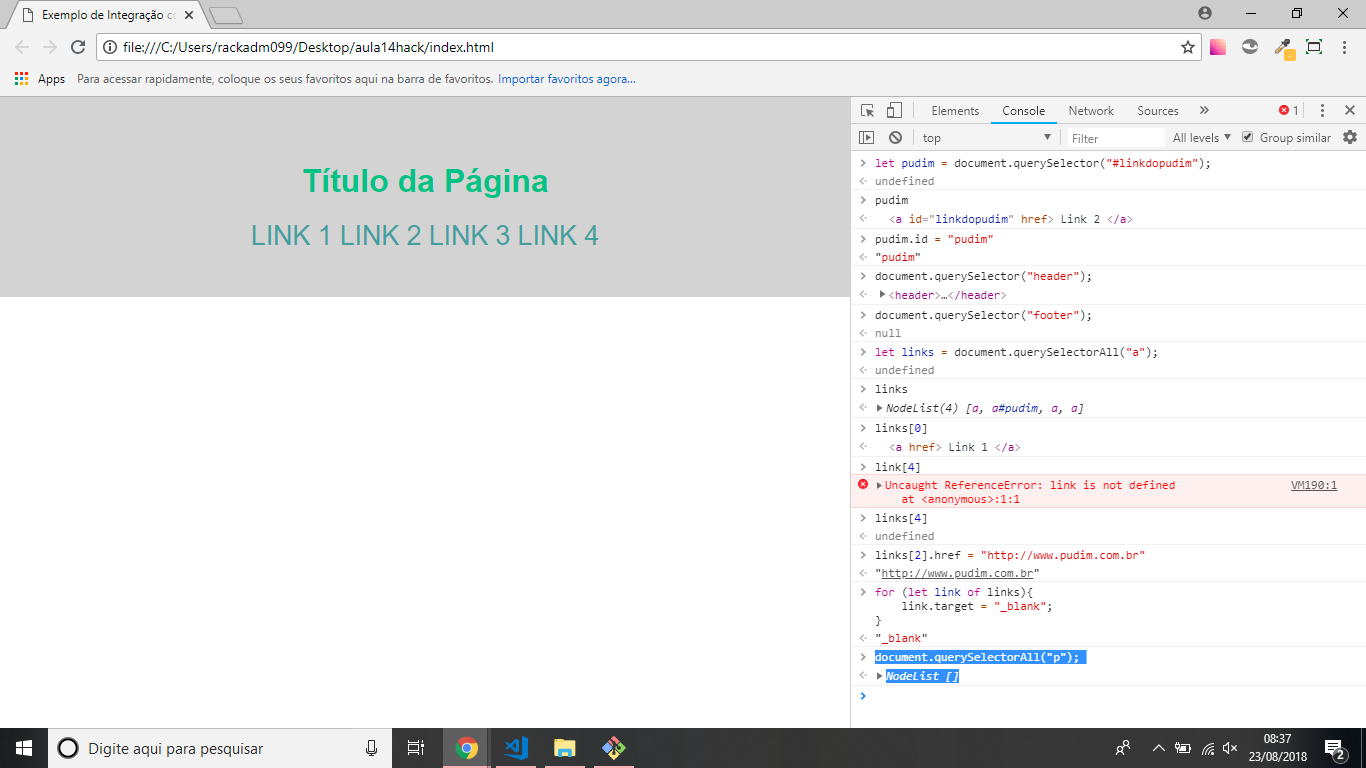 Exemplo de Integração c
file:///C:/Users/rackadm099/Desktop/aula14hack/index.html
Apps Para acessar rapidamente, coloque os seus favoritos aqui na barra de favoritos. Importar favoritos agora...
Título da Página
LINK 1 LINK 2 LINK 3 LINK 4
Elements Console Network Sources » 1
top Filter All levels Group similar
let pudim = document.querySelector("#linkdopudim");
undefined
pudim
<a id="linkdopudim" href> Link 2 </a>
pudim.id = "pudim"
"pudim"
document.querySelector("header");
<header>…</header>
document.querySelector("footer");
null
let links = document.querySelectorAll("a");
undefined
links
NodeList(4) [a, a#pudim, a, a]
links[0]
<a href> Link 1 </a>
link[4]
Uncaught ReferenceError: link is not defined VM190:1
at <anonymous>:1:1
links[4]
undefined
links[2].href = "http://www.pudim.com.br"
"http://www.pudim.com.br"
for (let link of links){
link.target = "_blank";
}
"_blank"
document.querySelectorAll("p");
NodeList []
Digite aqui para pesquisar
08:37
23/08/2018
2